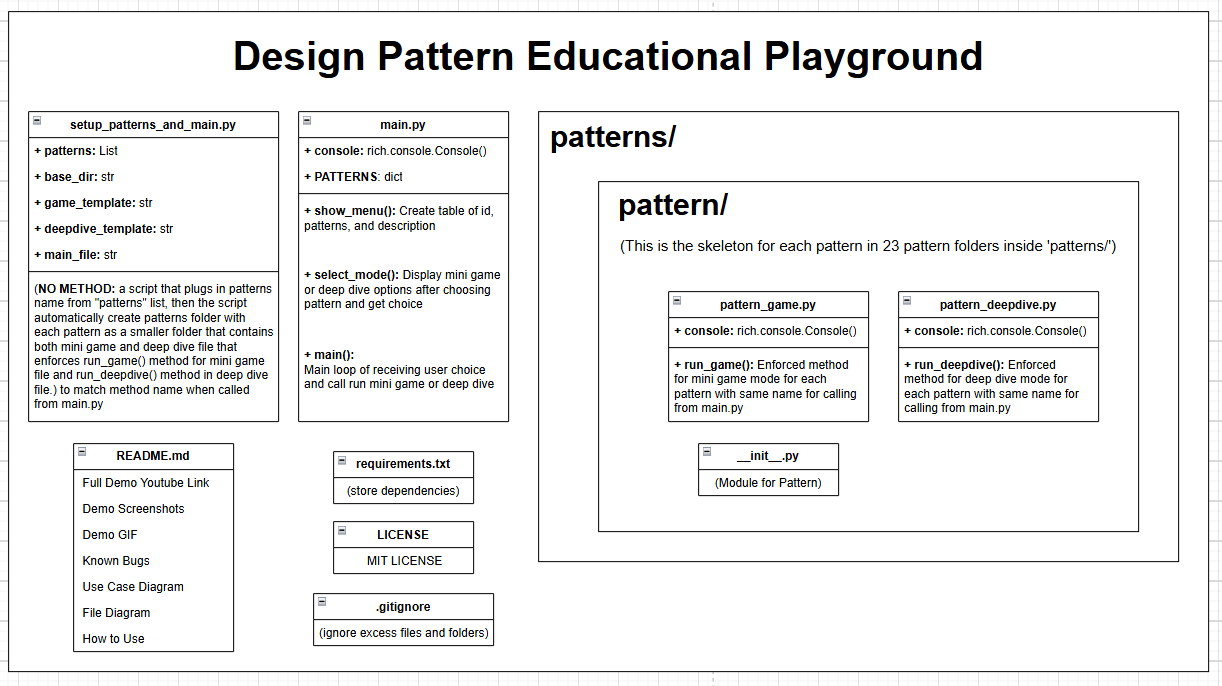 Design Pattern Educational Playground
setup_patterns_and_main.py
+ patterns: List
+ base_dir: str
+ game_template: str
+ deepdive_template: str
+ main_file: str
(NO METHOD: a script that plugs in patterns
name from "patterns" list, then the script
automatically create patterns folder with
each pattern as a smaller folder that contains
both mini game and deep dive file that
enforces run_game() method for mini game
file and run_deepdive() method in deep dive
file.) to match method name when called
from main.py
main.py
+ console: rich.console.Console()
+ PATTERNS: dict
+ show_menu(): Create table of id,
patterns, and description
+ select_mode(): Display mini game
or deep dive options after choosing
pattern and get choice
+ main():
Main loop of receiving user choice
and call run mini game or deep dive
patterns/
pattern/
(This is the skeleton for each pattern in 23 pattern folders inside 'patterns/')
pattern_game.py
+ console: rich.console.Console()
+ run_game(): Enforced method
for mini game mode for each
pattern with same name for calling
from main.py
pattern_deepdive.py
+ console: rich.console.Console()
+ run_deepdive(): Enforced
method for deep dive mode for
each pattern with same name for
calling from main.py
__init__.py
(Module for Pattern)
README.md
Full Demo Youtube Link
Demo Screenshots
Demo GIF
Known Bugs
Use Case Diagram
File Diagram
How to Use
requirements.txt
(store dependencies)
LICENSE
MIT LICENSE
.gitignore
(ignore excess files and folders)